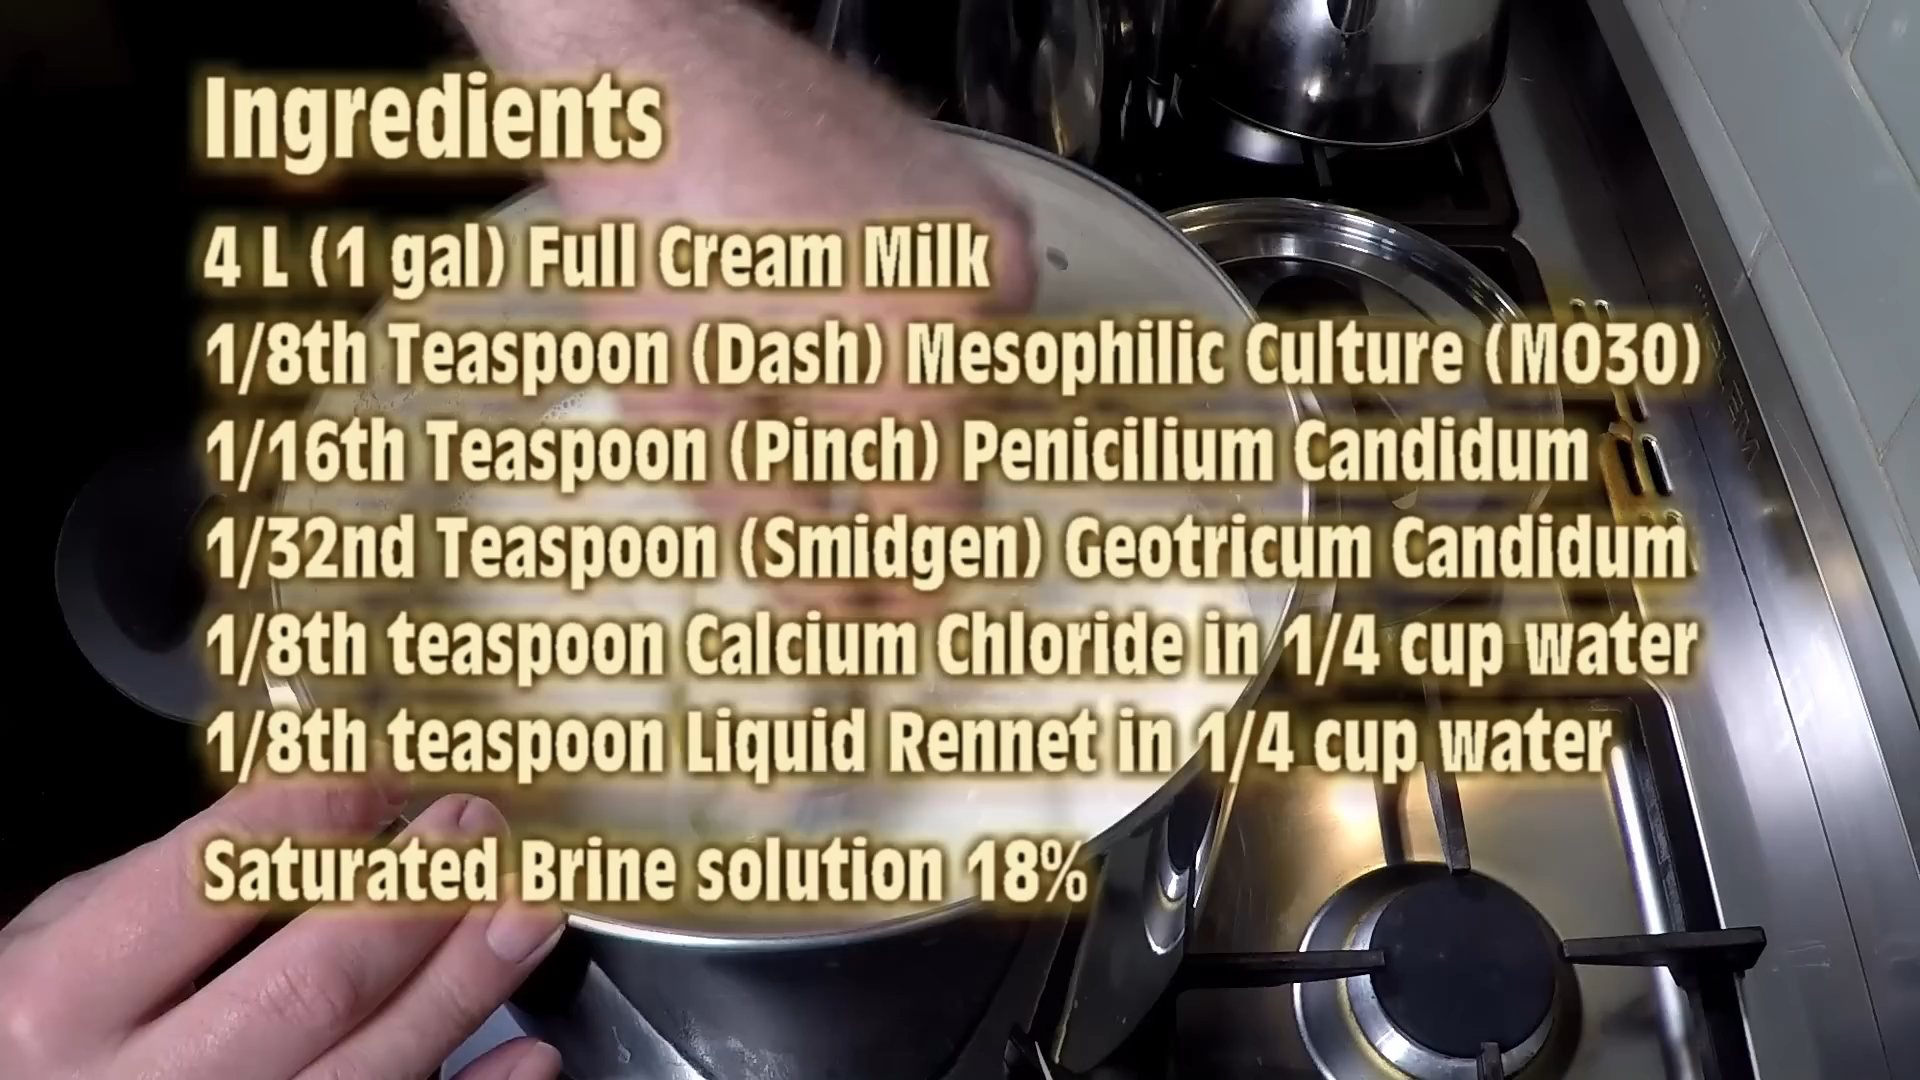 Ingredients
4 L (1 gal) Full Cream Milk
1/8th Teaspoon (Dash) Mesophilic Culture (MO30)
1/16th Teaspoon (Pinch) Penicilium Candidum
1/32nd Teaspoon (Smidgen) Geotricum Candidum
1/8th teaspoon Calcium Chloride in 1/4 cup water
1/8th teaspoon Liquid Rennet in 1/4 cup water
Saturated Brine solution 18%